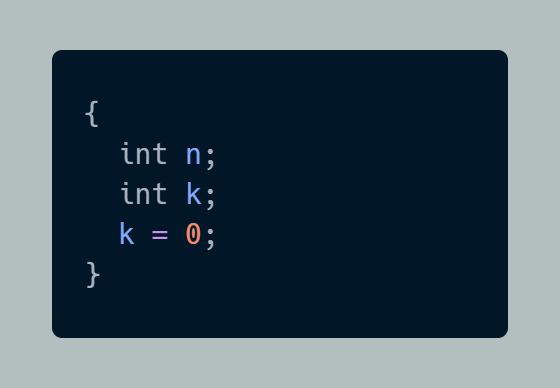 {
  int n;
  int k;
  k = 0;
}